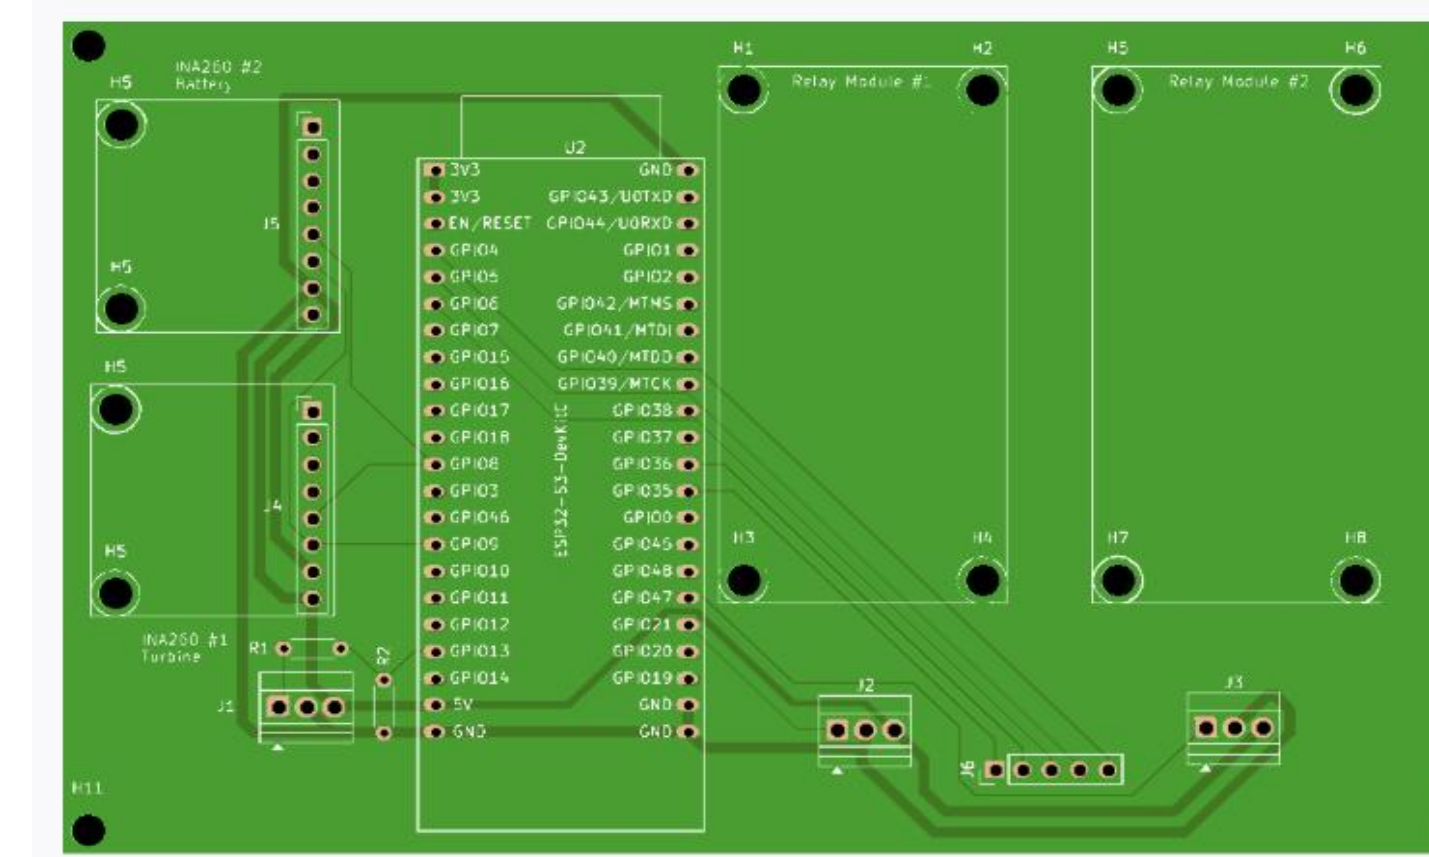 H1
H2
H5
H6
INA260 #2
Battery
H5
Relay Module #1
Relay Module #2
U2
3V3
GND
3V3
GPIO43/U0TXD
EN/RESET
GPIO44/U0RXD
GPIO4
GPIO1
J5
GPIO5
GPIO2
H5
GPIO6
GPIO42/MTMS
GPIO7
GPIO41/MTDI
GPIO15
GPIO40/MTDO
H5
GPIO16
GPIO39/MTCK
GPIO17
GPIO38
GPIO18
GPIO37
GPIO8
GPIO36
GPIO3
GPIO35
J4
GPIO46
GPIO0
ESP32-S3-DevKitC
GPIO9
GPIO45
H5
H3
H4
H7
H8
GPIO10
GPIO48
GPIO11
GPIO47
GPIO12
GPIO21
INA260 #1
Turbine
R1
R2
GPIO13
GPIO20
GPIO14
GPIO19
J1
5V
GND
J2
J3
GND
GND
J6
H11